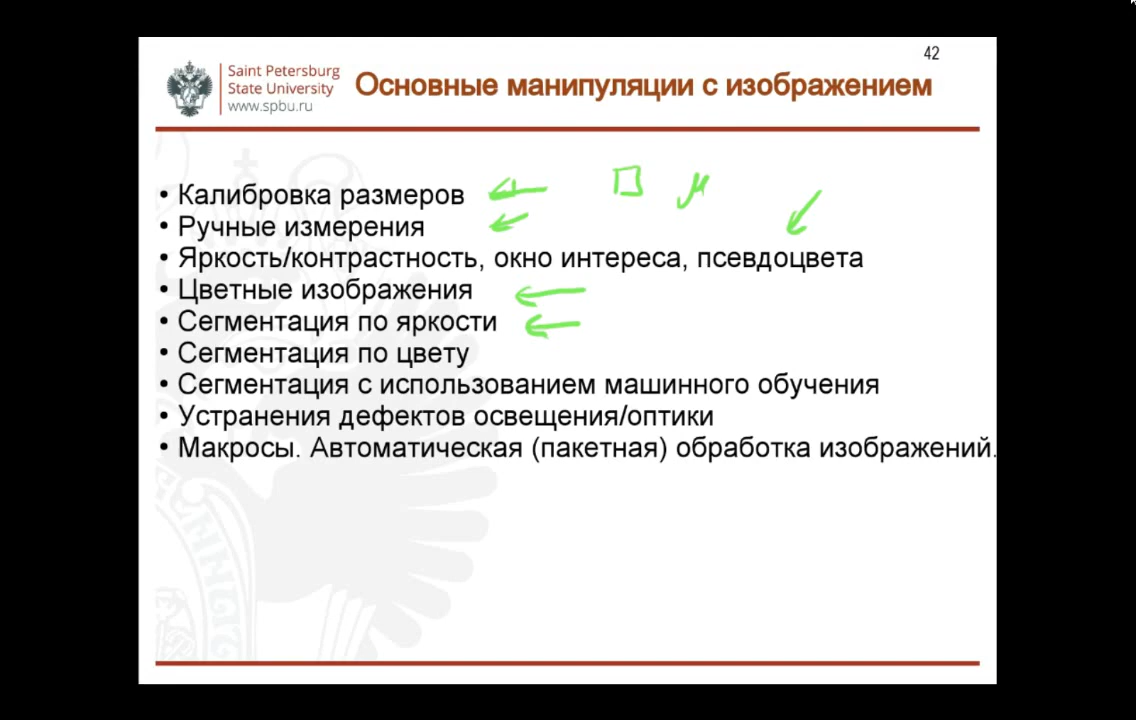 42
Saint Petersburg
State University
www.spbu.ru
Основные манипуляции с изображением
• Калибровка размеров
• Ручные измерения
• Яркость/контрастность, окно интереса, псевдоцвета
• Цветные изображения
• Сегментация по яркости
• Сегментация по цвету
• Сегментация с использованием машинного обучения
• Устранения дефектов освещения/оптики
• Макросы. Автоматическая (пакетная) обработка изображений.